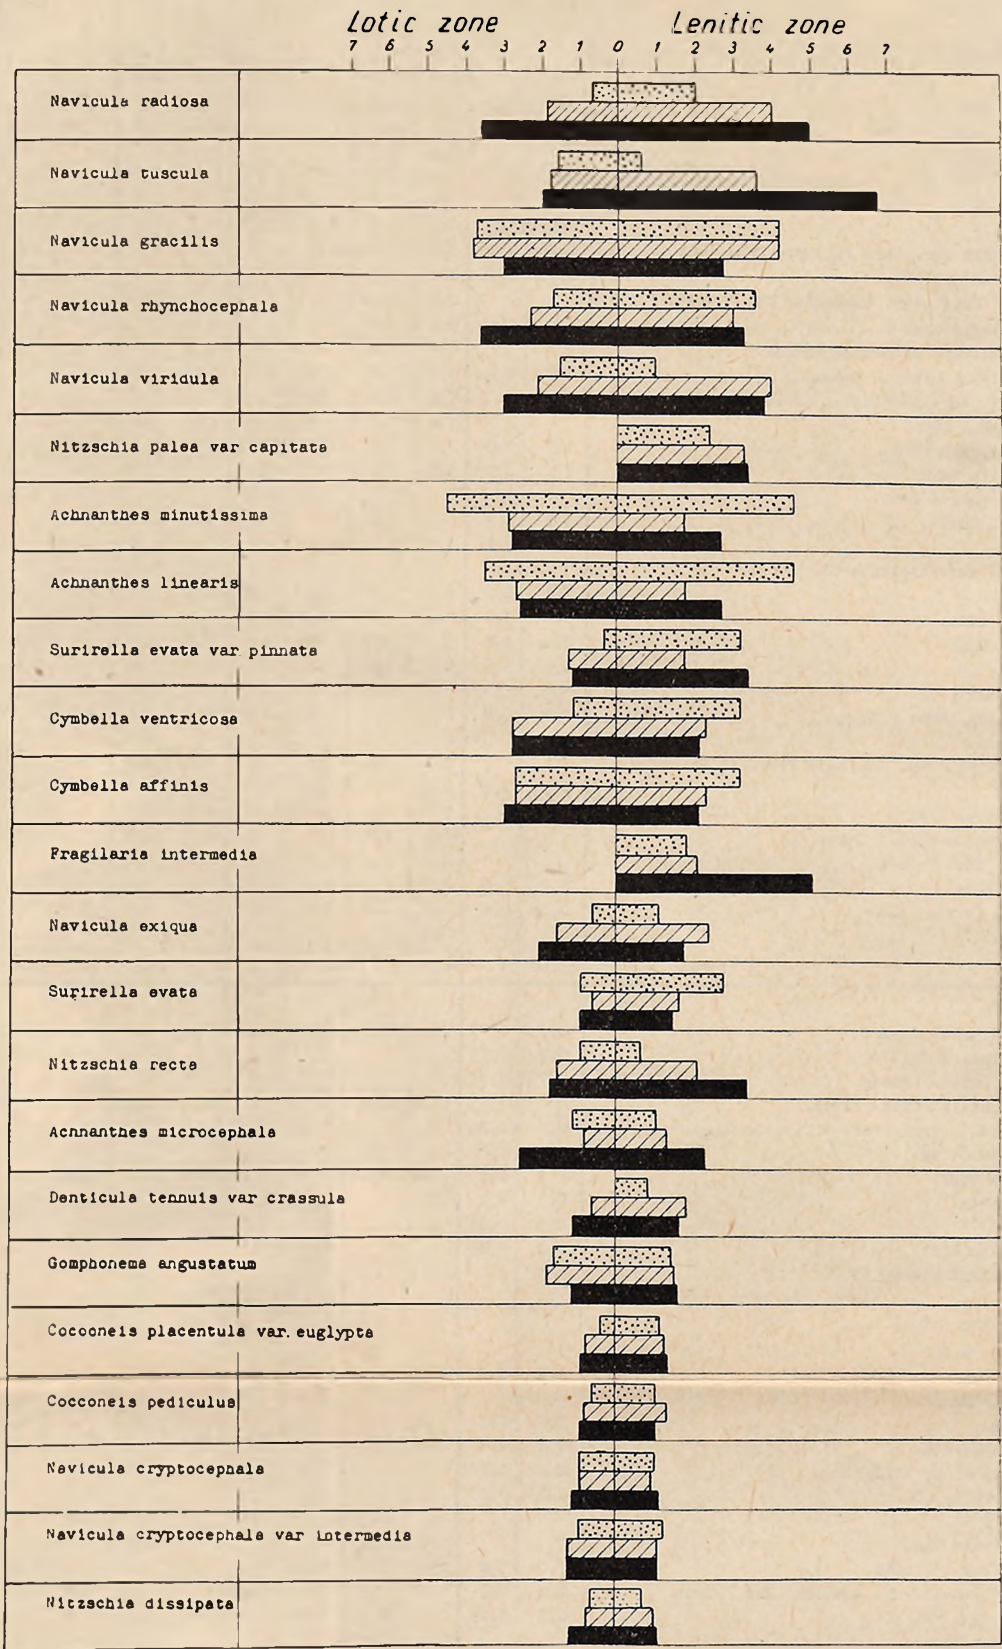 Lotic zone Lenitic zone
7 6 5 4 3 2 1 0 1 2 3 4 5 6 7
Navicula radiosa
Navicula tuscula
Navicula gracilis
Navicula rhynchocephala
Navicula viridula
Nitzschia palea var capitata
Achnanthes minutissima
Achnanthes linearis
Surirella evata var pinnata
Cymbella ventricosa
Cymbella affinis
Fragilaria intermedia
Navicula exiqua
Surirella evata
Nitzschia recta
Achnanthes microcephala
Denticula tennuis var crassula
Gomphonema angustatum
Cocconeis placentula var. euglypta
Cocconeis pediculus
Navicula cryptocephala
Navicula cryptocephala var intermedia
Nitzschia dissipata